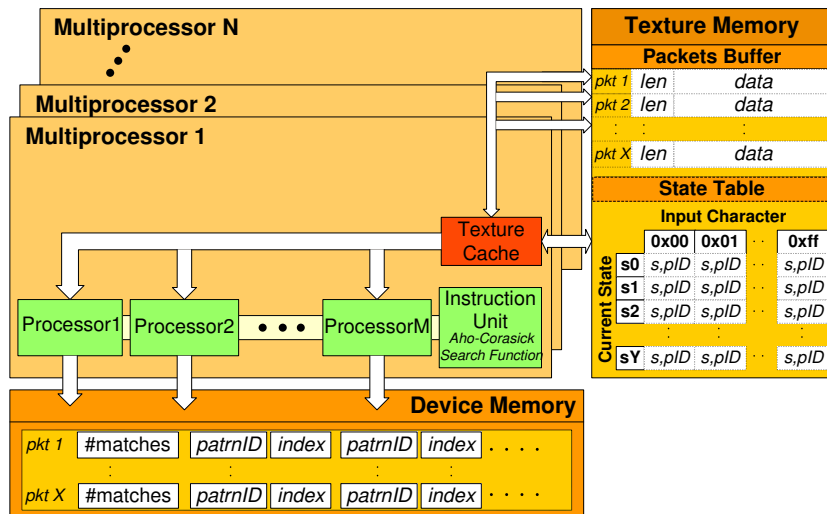 Multiprocessor N
Multiprocessor 2
Multiprocessor 1
Texture Cache
Processor1
Processor2
ProcessorM
Instruction Unit
Aho-Corasick
Search Function
Texture Memory
Packets Buffer
pkt 1 len data
pkt 2 len data
: : :
pkt X len data
State Table
Input Character
Current State
0x00 0x01 · · 0xff
s0 s,pID s,pID · · s,pID
s1 s,pID s,pID s,pID
s2 s,pID s,pID s,pID
: : :
sY s,pID s,pID · · s,pID
Device Memory
pkt 1 #matches patrnID index patrnID index . . . .
: : : :
pkt X #matches patrnID index patrnID index . . . .